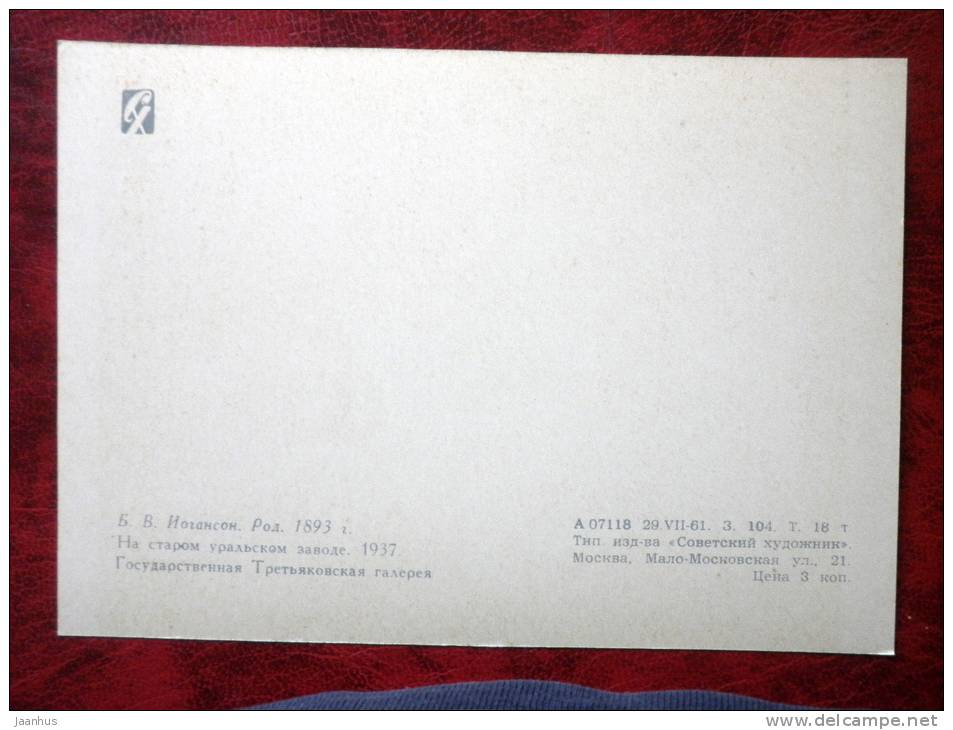 Б. В. Иогансон. Род. 1893 г.
На старом уральском заводе. 1937
Государственная Третьяковская галерея
А 07118 29.VII-61. З. 104. Т. 18 т
Тип. изд-ва «Советский художник».
Москва, Мало-Московская ул., 21.
Цена 3 коп.
Jaanhus
www.delcampe.net